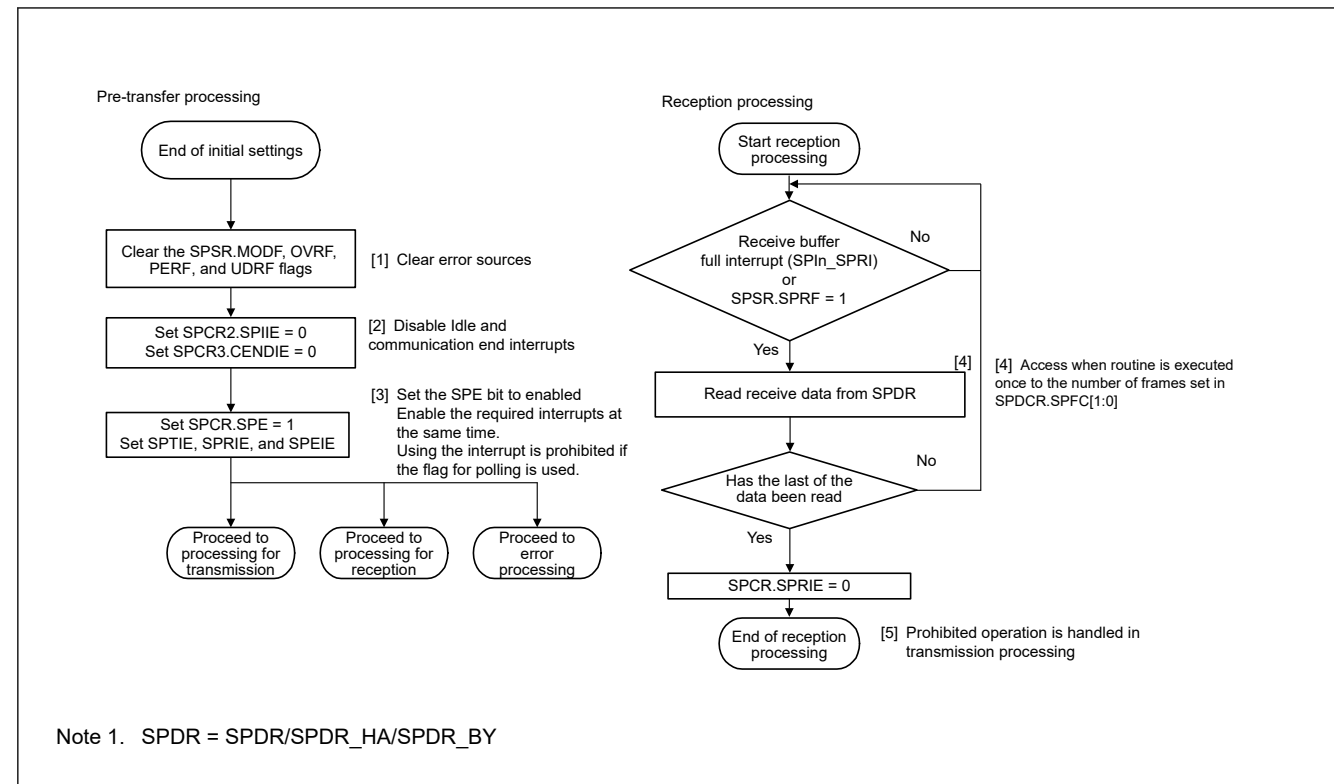 Pre-transfer processing
End of initial settings
Clear the SPSR.MODF, OVRF,
PERF, and UDRF flags
[1] Clear error sources
Set SPCR2.SPIIE = 0
Set SPCR3.CENDIE = 0
[2] Disable Idle and
communication end interrupts
Set SPCR.SPE = 1
Set SPTIE, SPRIE, and SPEIE
[3] Set the SPE bit to enabled
Enable the required interrupts at
the same time.
Using the interrupt is prohibited if
the flag for polling is used.
Proceed to
processing for
transmission
Proceed to
processing for
reception
Proceed to
error
processing
Reception processing
Start reception
processing
Receive buffer
full interrupt (SPIn_SPRI)
or
SPSR.SPRF = 1
No
Yes
[4]
Read receive data from SPDR
[4] Access when routine is executed
once to the number of frames set in
SPDCR.SPFC[1:0]
Has the last of the
data been read
No
Yes
SPCR.SPRIE = 0
End of reception
processing
[5] Prohibited operation is handled in
transmission processing
Note 1. SPDR = SPDR/SPDR_HA/SPDR_BY